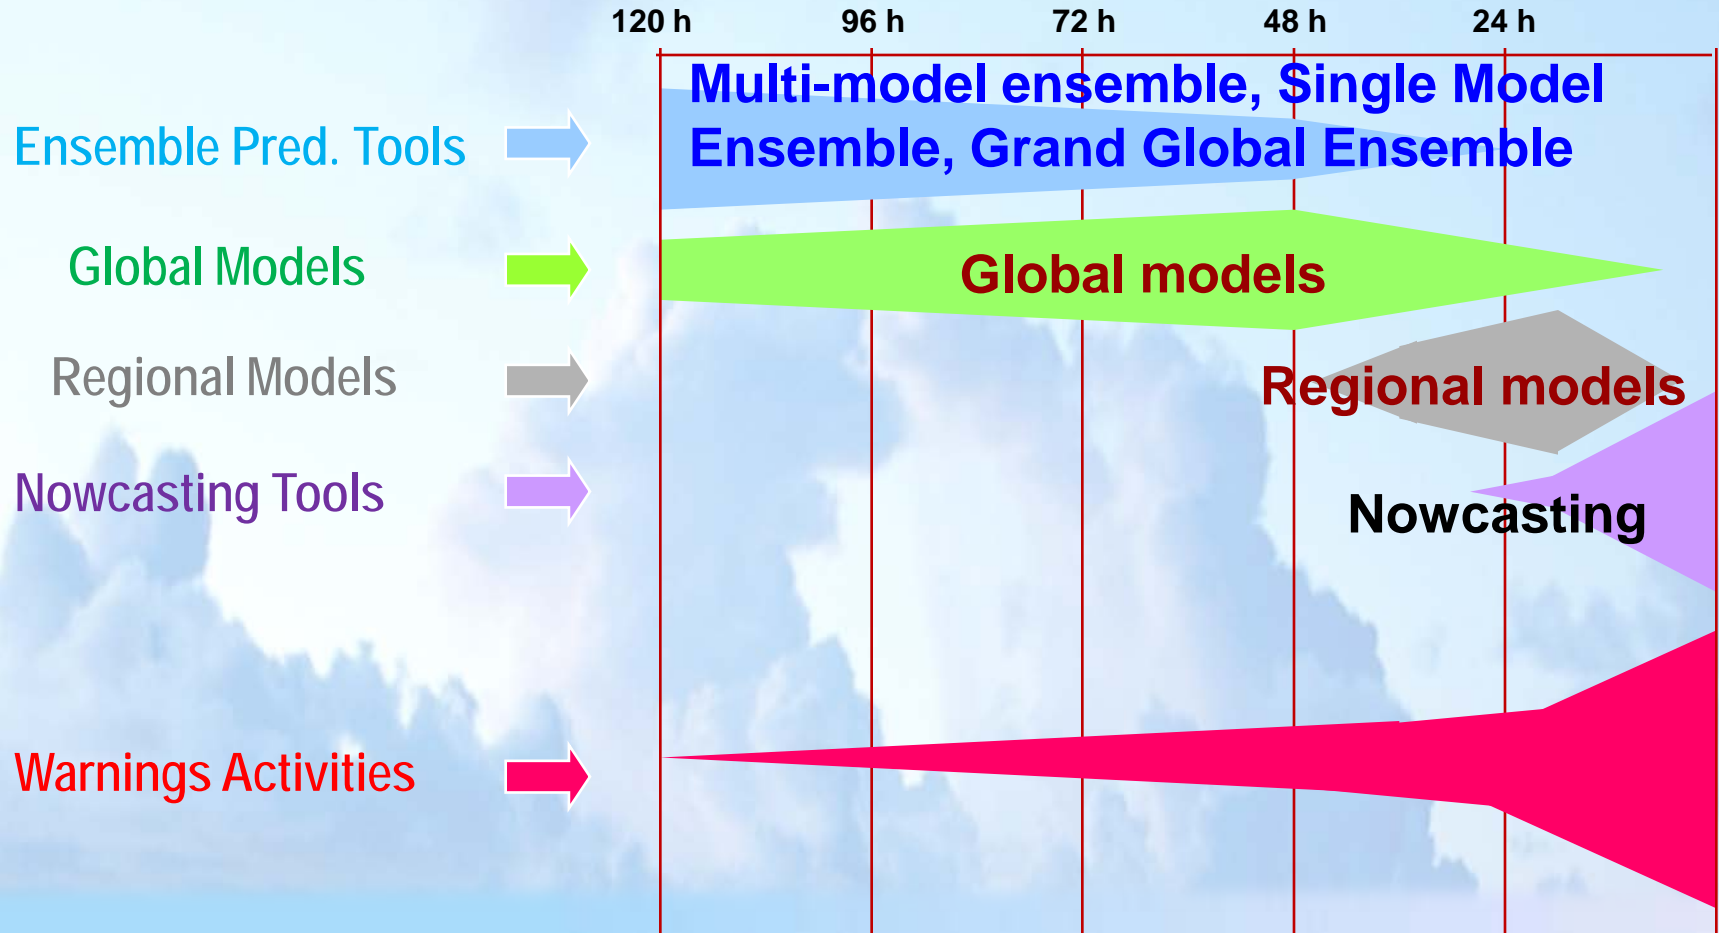 120 h 96 h 72 h 48 h 24 h
Multi-model ensemble, Single Model
Ensemble, Grand Global Ensemble
Ensemble Pred. Tools
Global Models
Global models
Regional Models
Regional models
Nowcasting Tools
Nowcasting
Warnings Activities